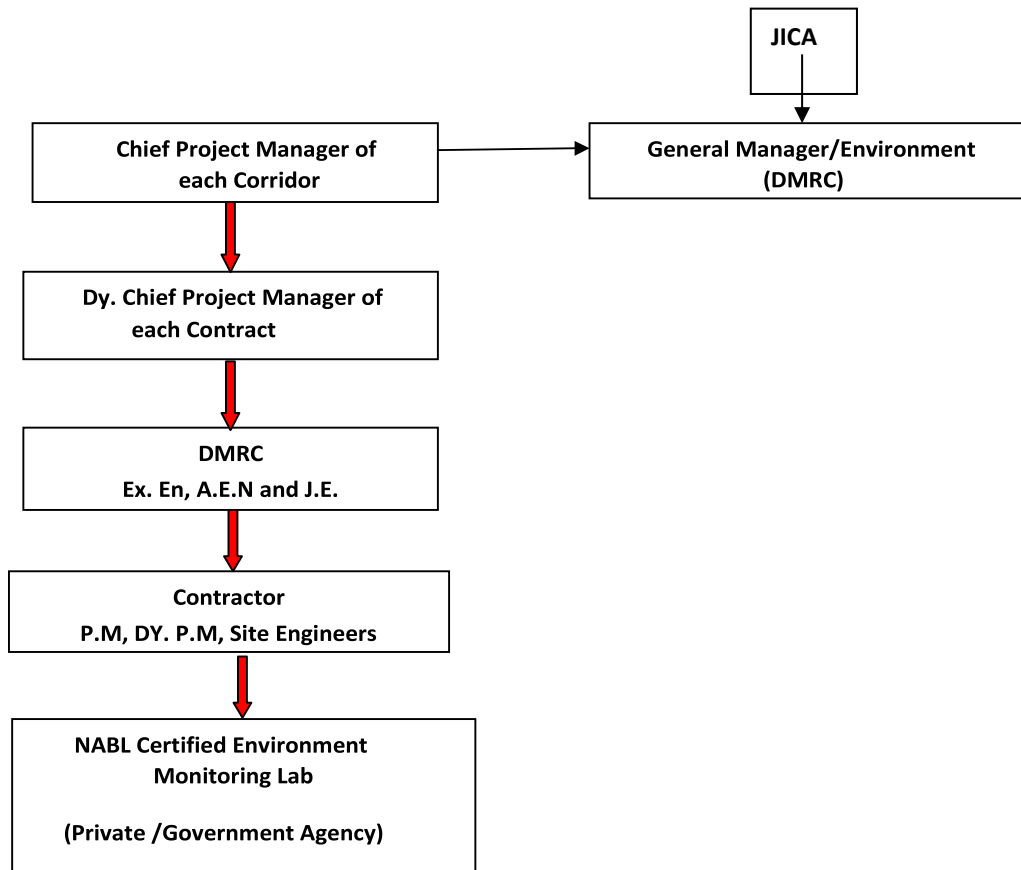 JICA
Chief Project Manager of
each Corridor
General Manager/Environment
(DMRC)
Dy. Chief Project Manager of
each Contract
DMRC
Ex. En, A.E.N and J.E.
Contractor
P.M, DY. P.M, Site Engineers
NABL Certified Environment
Monitoring Lab
(Private /Government Agency)